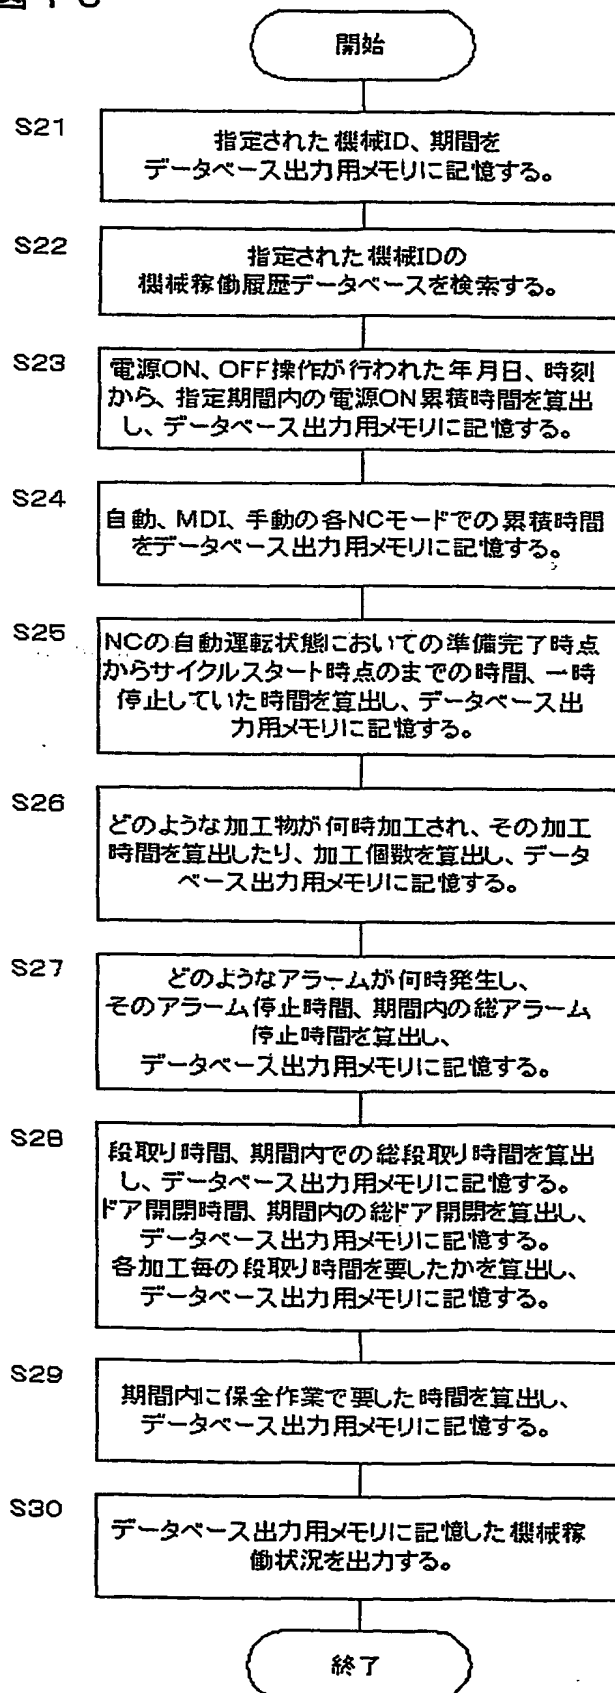 開始
S21
指定された機械ID、期間を
データベース出力用メモリに記憶する。
S22
指定された機械IDの
機械稼働履歴データベースを検索する。
S23
電源ON、OFF操作が行われた年月日、時刻
から、指定期間内の電源ON累積時間を算出
し、データベース出力用メモリに記憶する。
S24
自動、MDI、手動の各NCモードでの累積時間
をデータベース出力用メモリに記憶する。
S25
NCの自動運転状態においての準備完了時点
からサイクルスタート時点のまでの時間、一時
停止していた時間を算出し、データベース出
力用メモリに記憶する。
S26
どのような加工物が何時加工され、その加工
時間を算出したり、加工個数を算出し、データ
ベース出力用メモリに記憶する。
S27
どのようなアラームが何時発生し、
そのアラーム停止時間、期間内の総アラーム
停止時間を算出し、
データベース出力用メモリに記憶する。
S28
段取り時間、期間内での総段取り時間を算出
し、データベース出力用メモリに記憶する。
ドア開閉時間、期間内の総ドア開閉を算出し、
データベース出力用メモリに記憶する。
各加工毎の段取り時間を要したかを算出し、
データベース出力用メモリに記憶する。
S29
期間内に保全作業で要した時間を算出し、
データベース出力用メモリに記憶する。
S30
データベース出力用メモリに記憶した機械稼
働状況を出力する。
終了